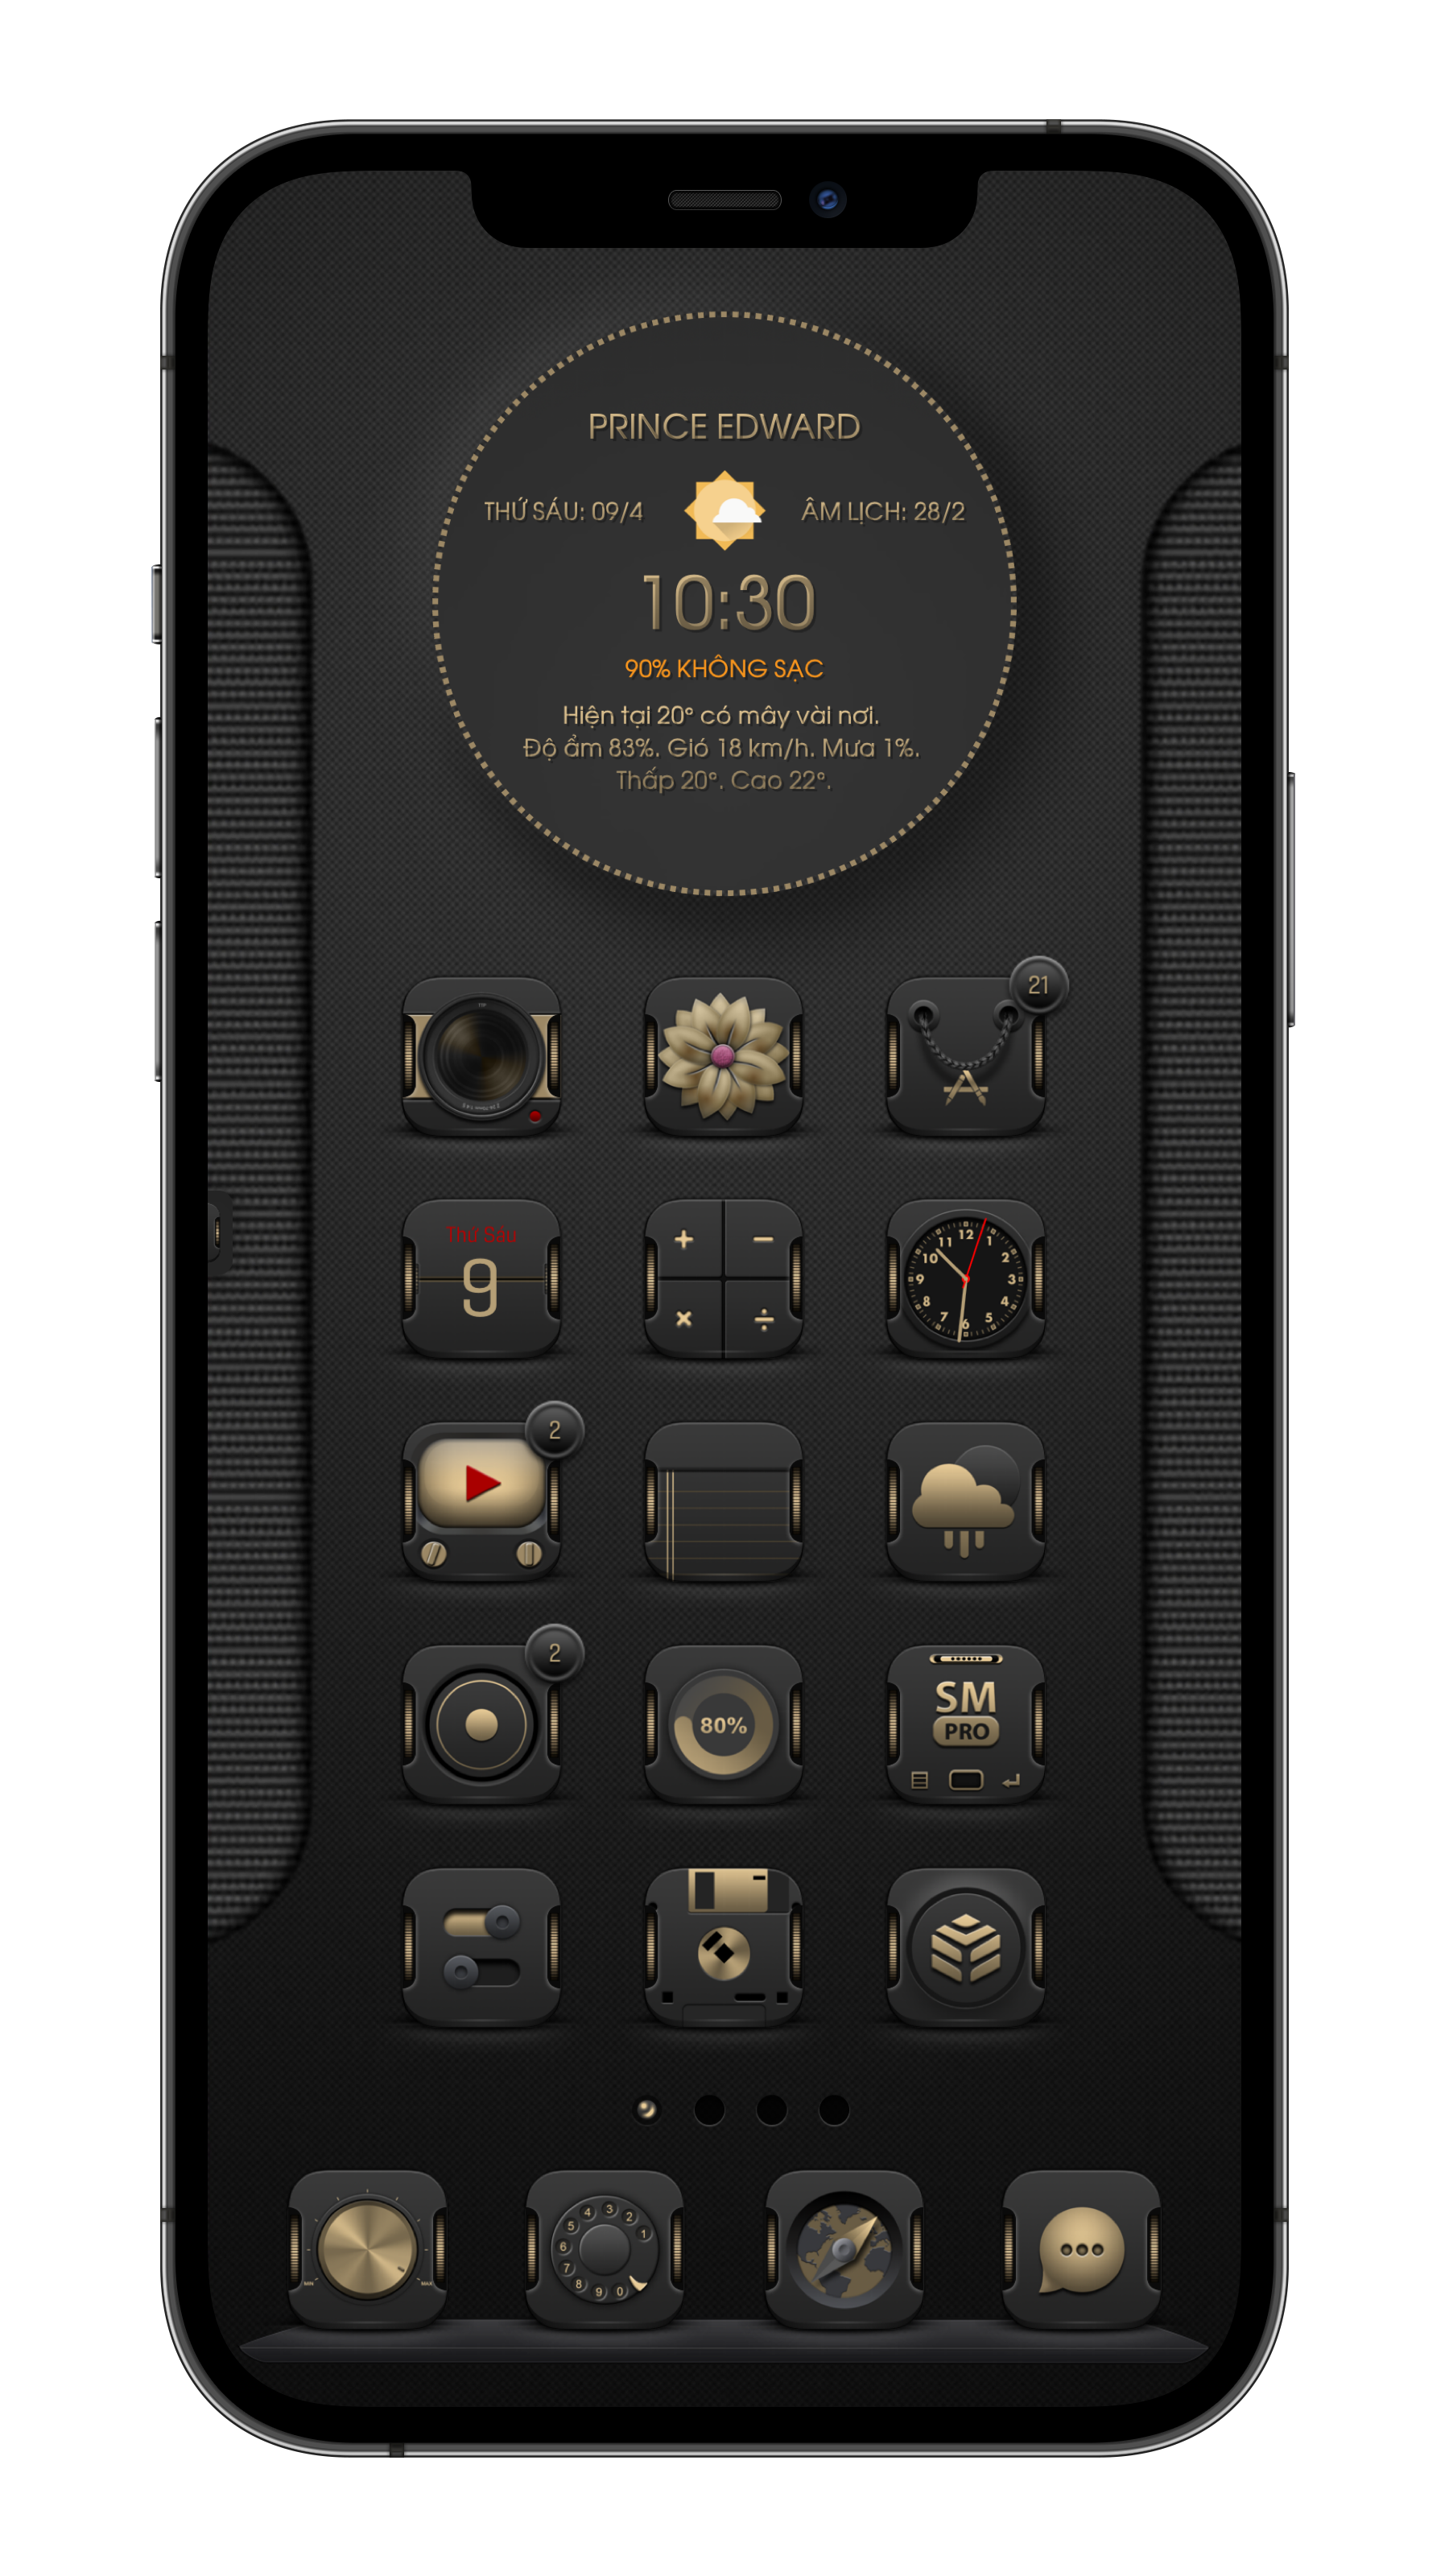 PRINCE EDWARD
THỨ SÁU: 09/4 ÂM LỊCH: 28/2
10:30
90% KHÔNG SẠC
Hiện tại 20° có mây vài nơi.
Độ ẩm 83%. Gió 18 km/h. Mưa 1%.
Thấp 20°. Cao 22°.
21
Thứ Sáu
9
+ −
× ÷
12 1 2 3 4 5 6 7 8 9 10 11
2
2
80%
SM
PRO
MIN MAX
1 2 3 4 5 6 7 8 9 0